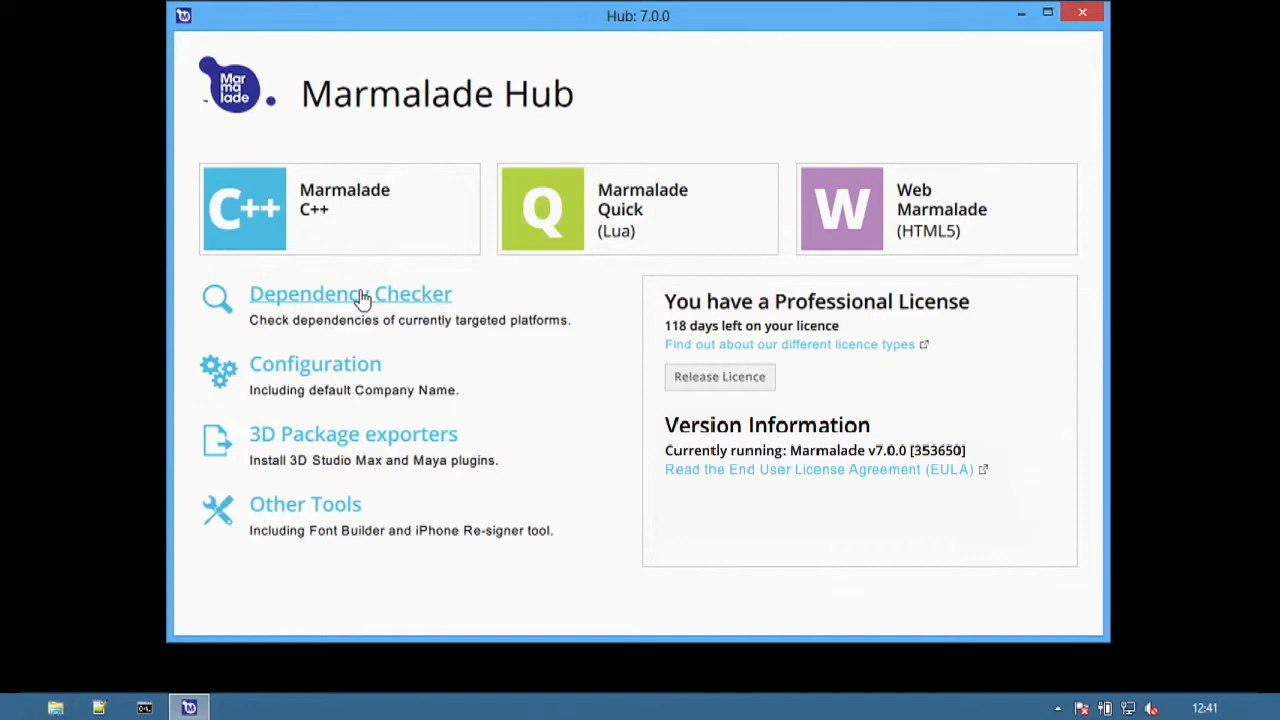 Hub: 7.0.0
Mar
ma
lade
Marmalade Hub
C++
Marmalade
C++
Q
Marmalade
Quick
(Lua)
W
Web
Marmalade
(HTML5)
Dependency Checker
Check dependencies of currently targeted platforms.
Configuration
Including default Company Name.
3D Package exporters
Install 3D Studio Max and Maya plugins.
Other Tools
Including Font Builder and iPhone Re-signer tool.
You have a Professional License
118 days left on your licence
Find out about our different licence types
Release Licence
Version Information
Currently running: Marmalade v7.0.0 [353650]
Read the End User License Agreement (EULA)
12:41